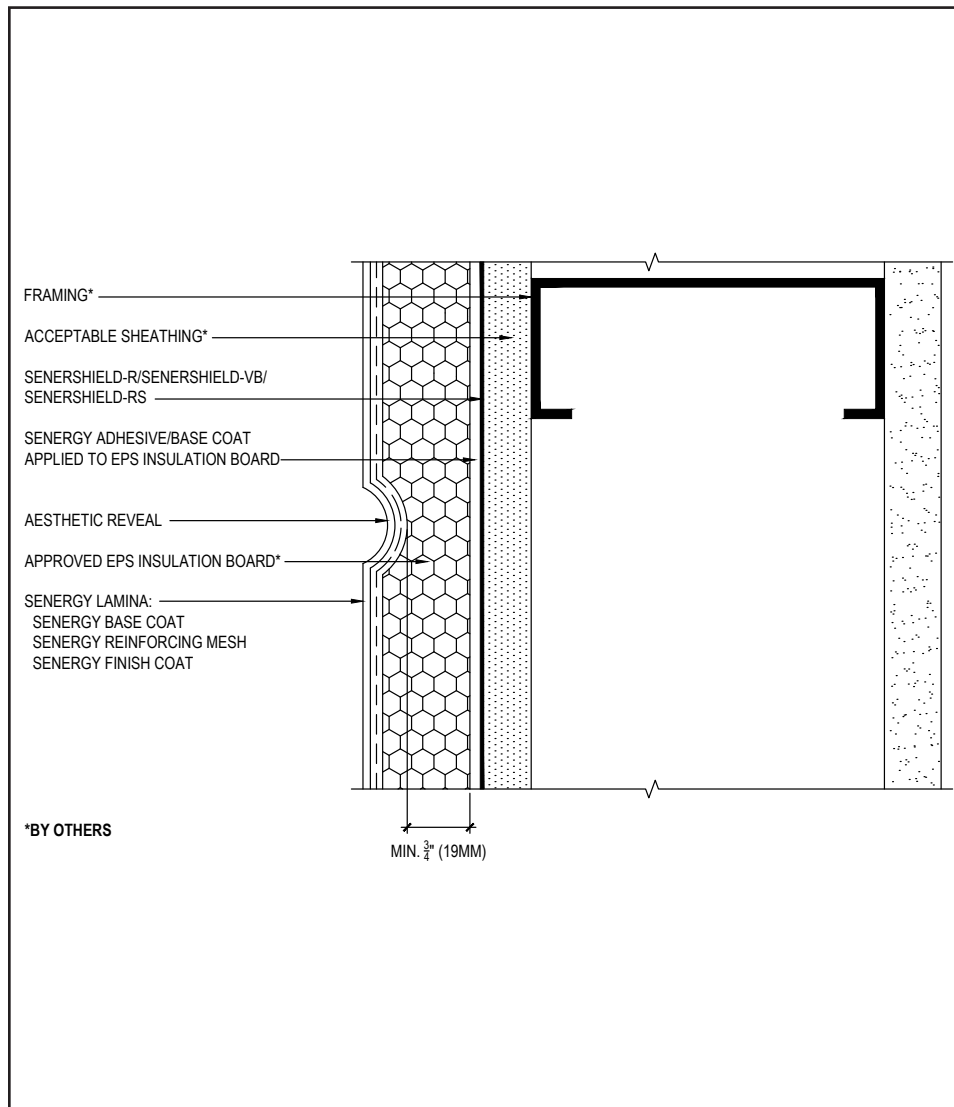 FRAMING*
ACCEPTABLE SHEATHING*
SENERSHIELD-R/SENERSHIELD-VB/
SENERSHIELD-RS
SENERGY ADHESIVE/BASE COAT
APPLIED TO EPS INSULATION BOARD
AESTHETIC REVEAL
APPROVED EPS INSULATION BOARD*
SENERGY LAMINA:
SENERGY BASE COAT
SENERGY REINFORCING MESH
SENERGY FINISH COAT
*BY OTHERS
MIN. 3/4" (19MM)